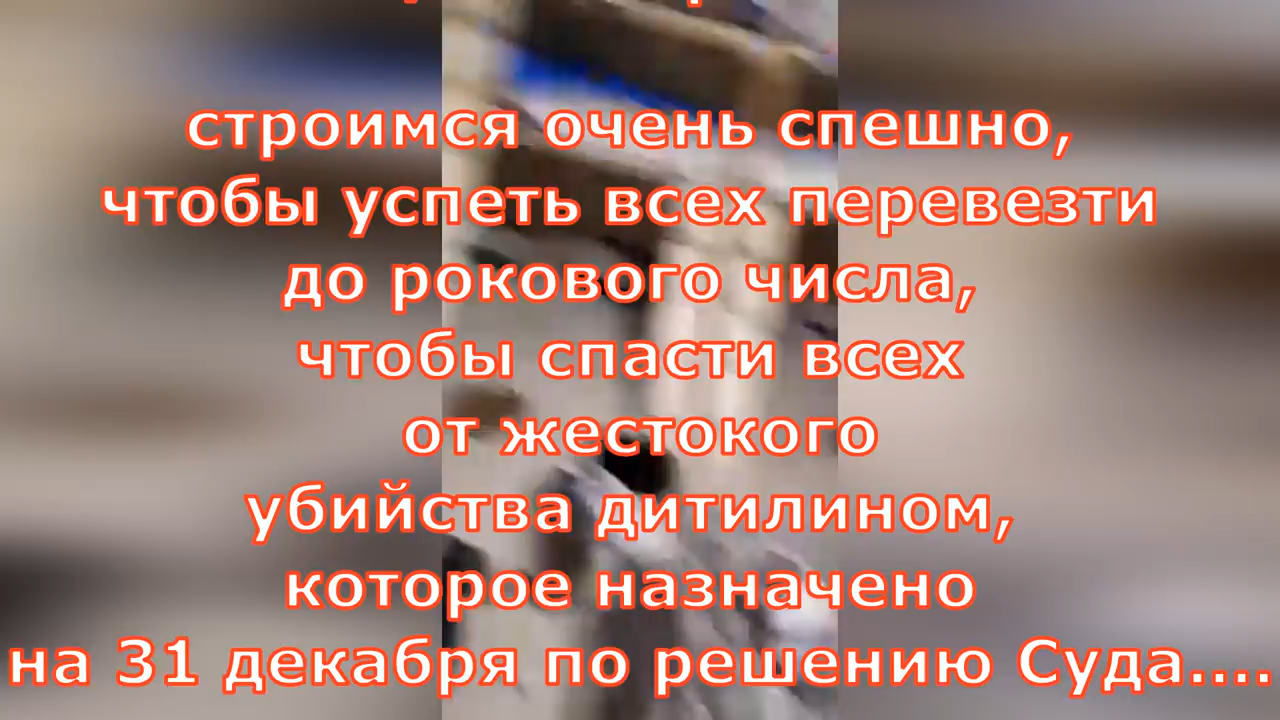 строимся очень спешно,
чтобы успеть всех перевезти
до рокового числа,
чтобы спасти всех
от жестокого
убийства дитилином,
которое назначено
на 31 декабря по решению Суда....